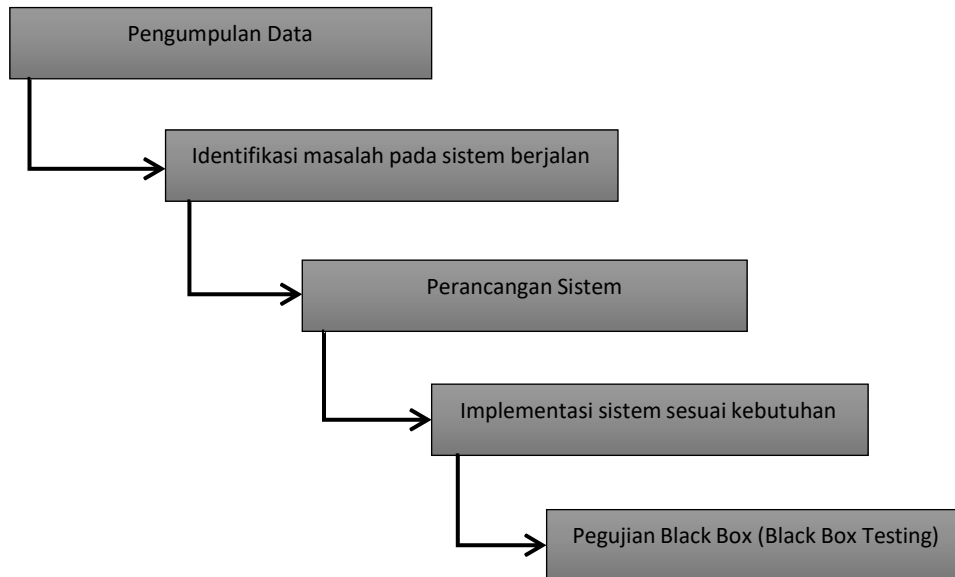 Pengumpulan Data
Identifikasi masalah pada sistem berjalan
Perancangan Sistem
Implementasi sistem sesuai kebutuhan
Pegujian Black Box (Black Box Testing)